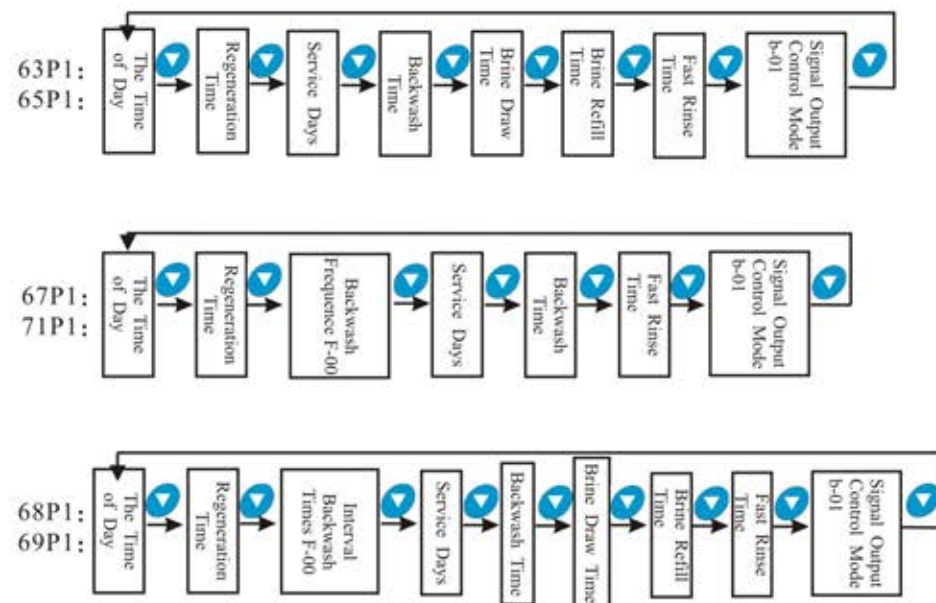 63P1:
65P1:
The Time
of Day
Regeneration
Time
Service Days
Backwash
Time
Brine Draw
Time
Brine Refill
Time
Fast Rinse
Time
Signal Output
Control Mode
b-01
67P1:
71P1:
The Time
of Day
Regeneration
Time
Backwash
Frequence F-00
Service Days
Backwash
Time
Fast Rinse
Time
Signal Output
Control Mode
b-01
68P1:
69P1:
The Time
of Day
Regeneration
Time
Interval
Backwash
Times F-00
Service Days
Backwash Time
Brine Draw Time
Brine Refill
Time
Fast Rinse
Time
Signal Output
Control Mode
b-01